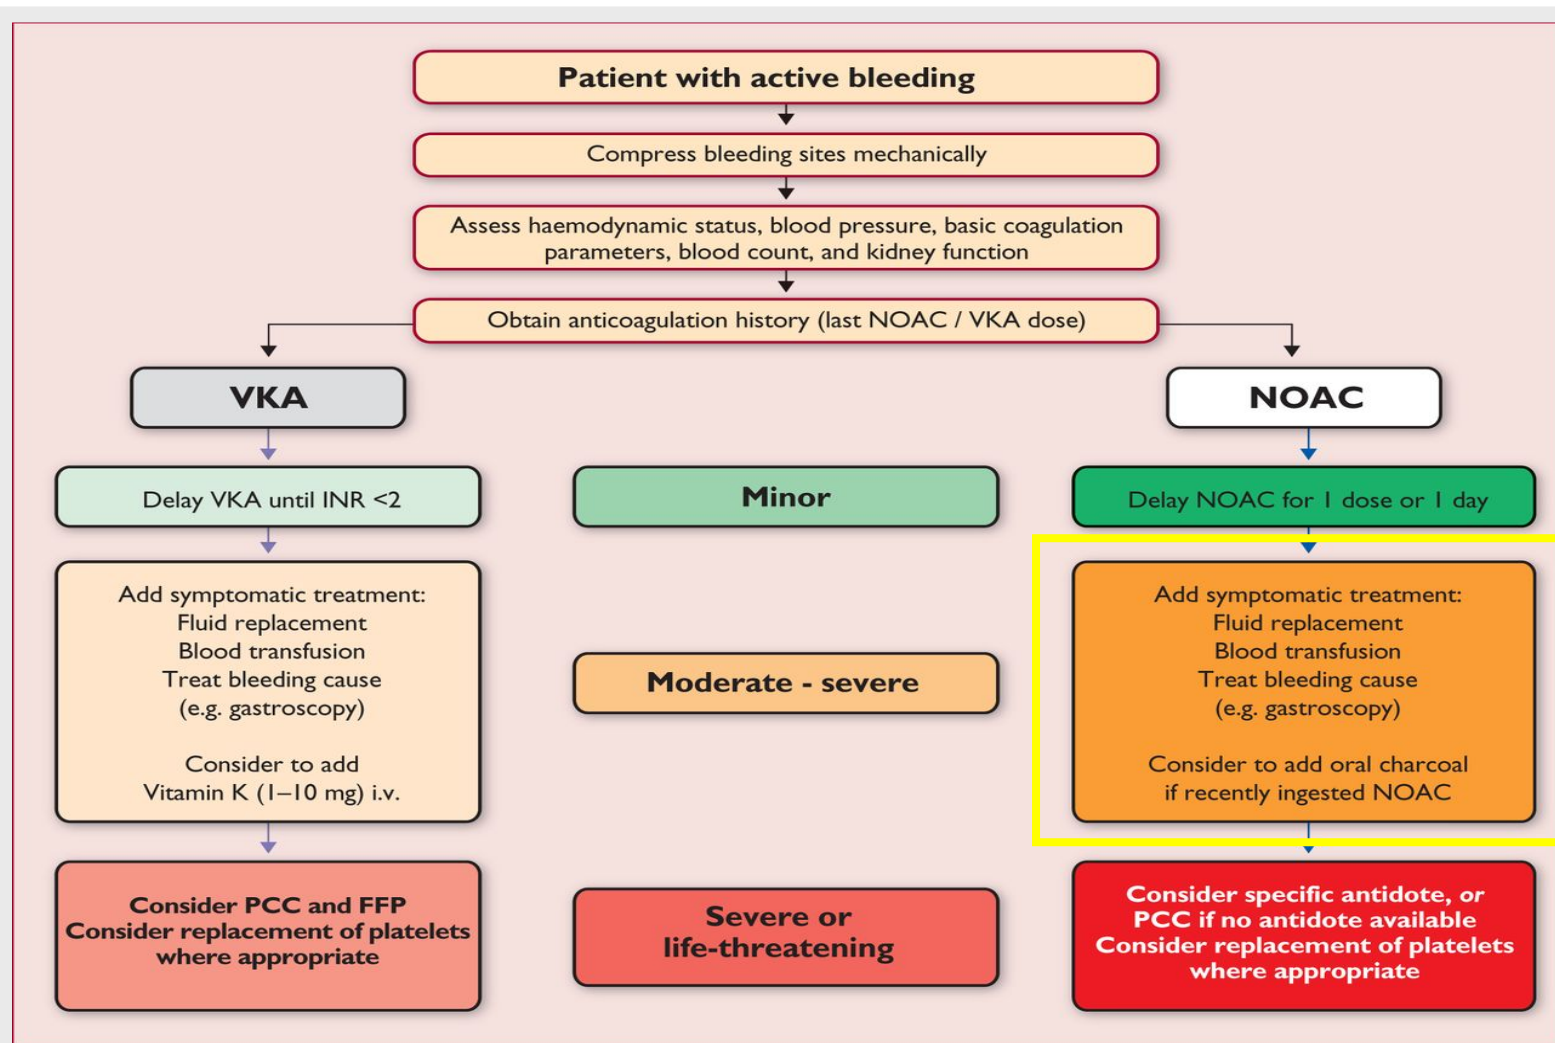 Patient with active bleeding
Compress bleeding sites mechanically
Assess haemodynamic status, blood pressure, basic coagulation
parameters, blood count, and kidney function
Obtain anticoagulation history (last NOAC / VKA dose)
VKA
NOAC
Delay VKA until INR <2
Minor
Delay NOAC for 1 dose or 1 day
Add symptomatic treatment:
Fluid replacement
Blood transfusion
Treat bleeding cause
(e.g. gastroscopy)
Consider to add
Vitamin K (1–10 mg) i.v.
Moderate - severe
Add symptomatic treatment:
Fluid replacement
Blood transfusion
Treat bleeding cause
(e.g. gastroscopy)
Consider to add oral charcoal
if recently ingested NOAC
Consider PCC and FFP
Consider replacement of platelets
where appropriate
Severe or
life-threatening
Consider specific antidote, or
PCC if no antidote available
Consider replacement of platelets
where appropriate